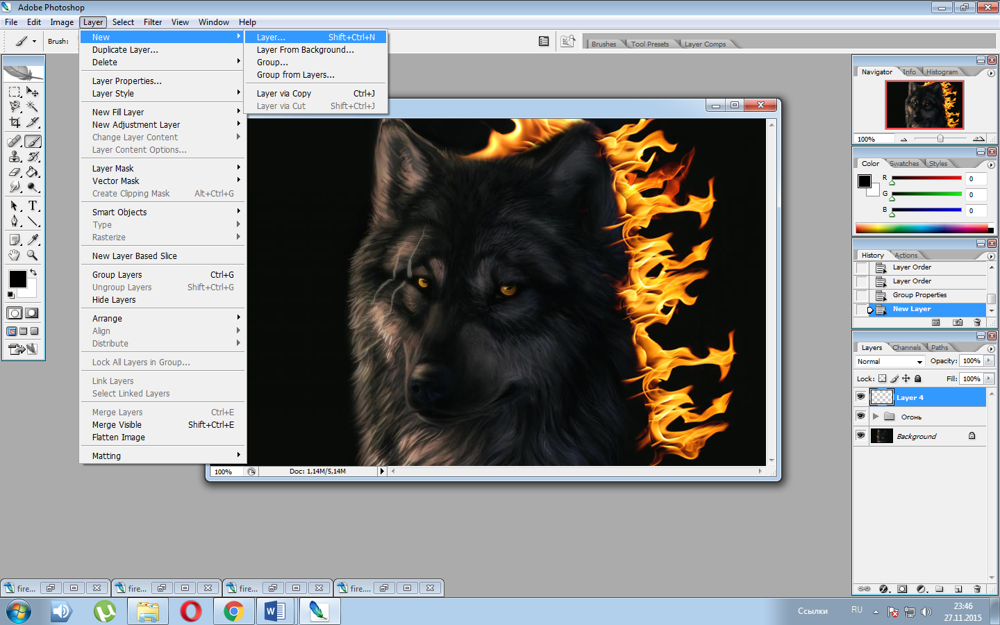 Adobe Photoshop
File Edit Image Layer Select Filter View Window Help
Brush:
Brushes Tool Presets Layer Comps
New
Duplicate Layer...
Delete
Layer Properties...
Layer Style
New Fill Layer
New Adjustment Layer
Change Layer Content
Layer Content Options...
Layer Mask
Vector Mask
Create Clipping Mask Alt+Ctrl+G
Smart Objects
Type
Rasterize
New Layer Based Slice
Group Layers Ctrl+G
Ungroup Layers Shift+Ctrl+G
Hide Layers
Arrange
Align
Distribute
Lock All Layers in Group...
Link Layers
Select Linked Layers
Merge Layers Ctrl+E
Merge Visible Shift+Ctrl+E
Flatten Image
Matting
Layer... Shift+Ctrl+N
Layer From Background...
Group...
Group from Layers...
Layer via Copy Ctrl+J
Layer via Cut Shift+Ctrl+J
100% Doc: 1,14M/5,14M
Navigator Info Histogram
100%
Color Swatches Styles
R 0
G 0
B 0
History Actions
Layer Order
Layer Order
Group Properties
New Layer
Layers Channels Paths
Normal Opacity: 100%
Lock: Fill: 100%
Layer 4
Огонь
Background
fire... fire... fire... fire....
Ссылки RU 23:46
27.11.2015